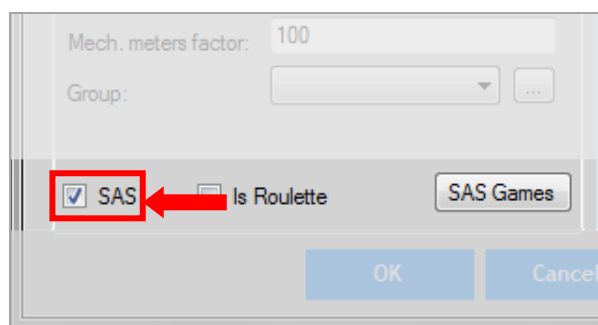 Mech. meters factor: 100
Group: ...
SAS Is Roulette SAS Games
OK Cancel